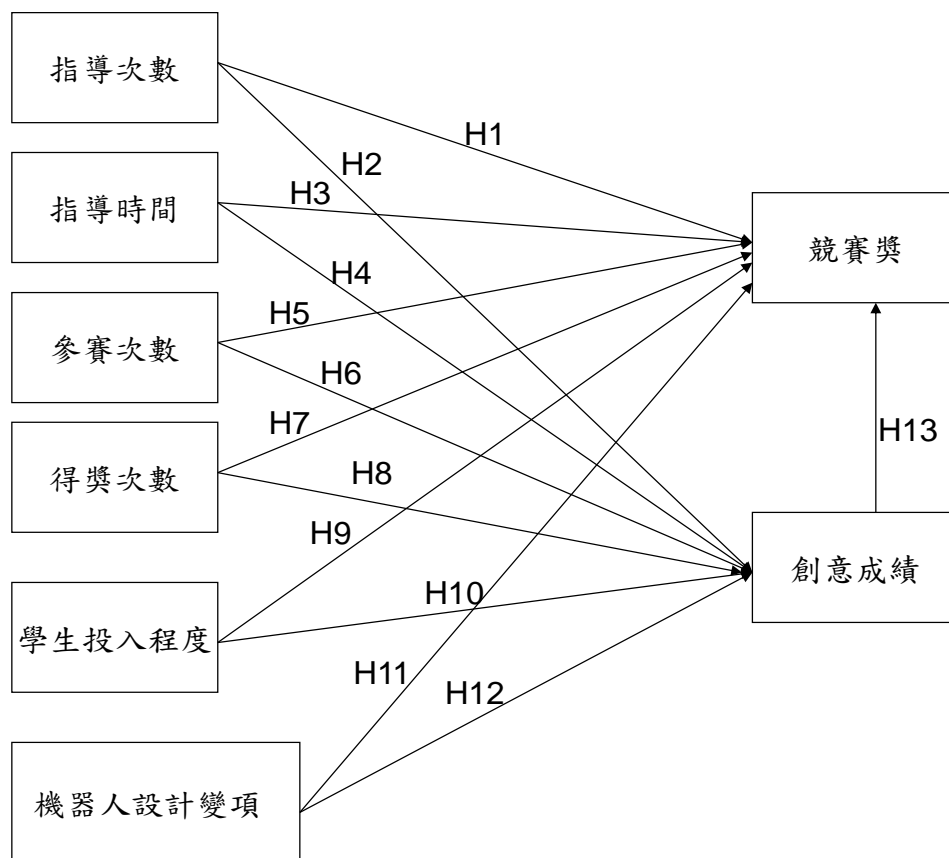 指導次數
H1
H2
指導時間
H3
競賽獎
H4
參賽次數
H5
H6
H7
得獎次數
H8
H13
H9
創意成績
H10
學生投入程度
H11
H12
機器人設計變項